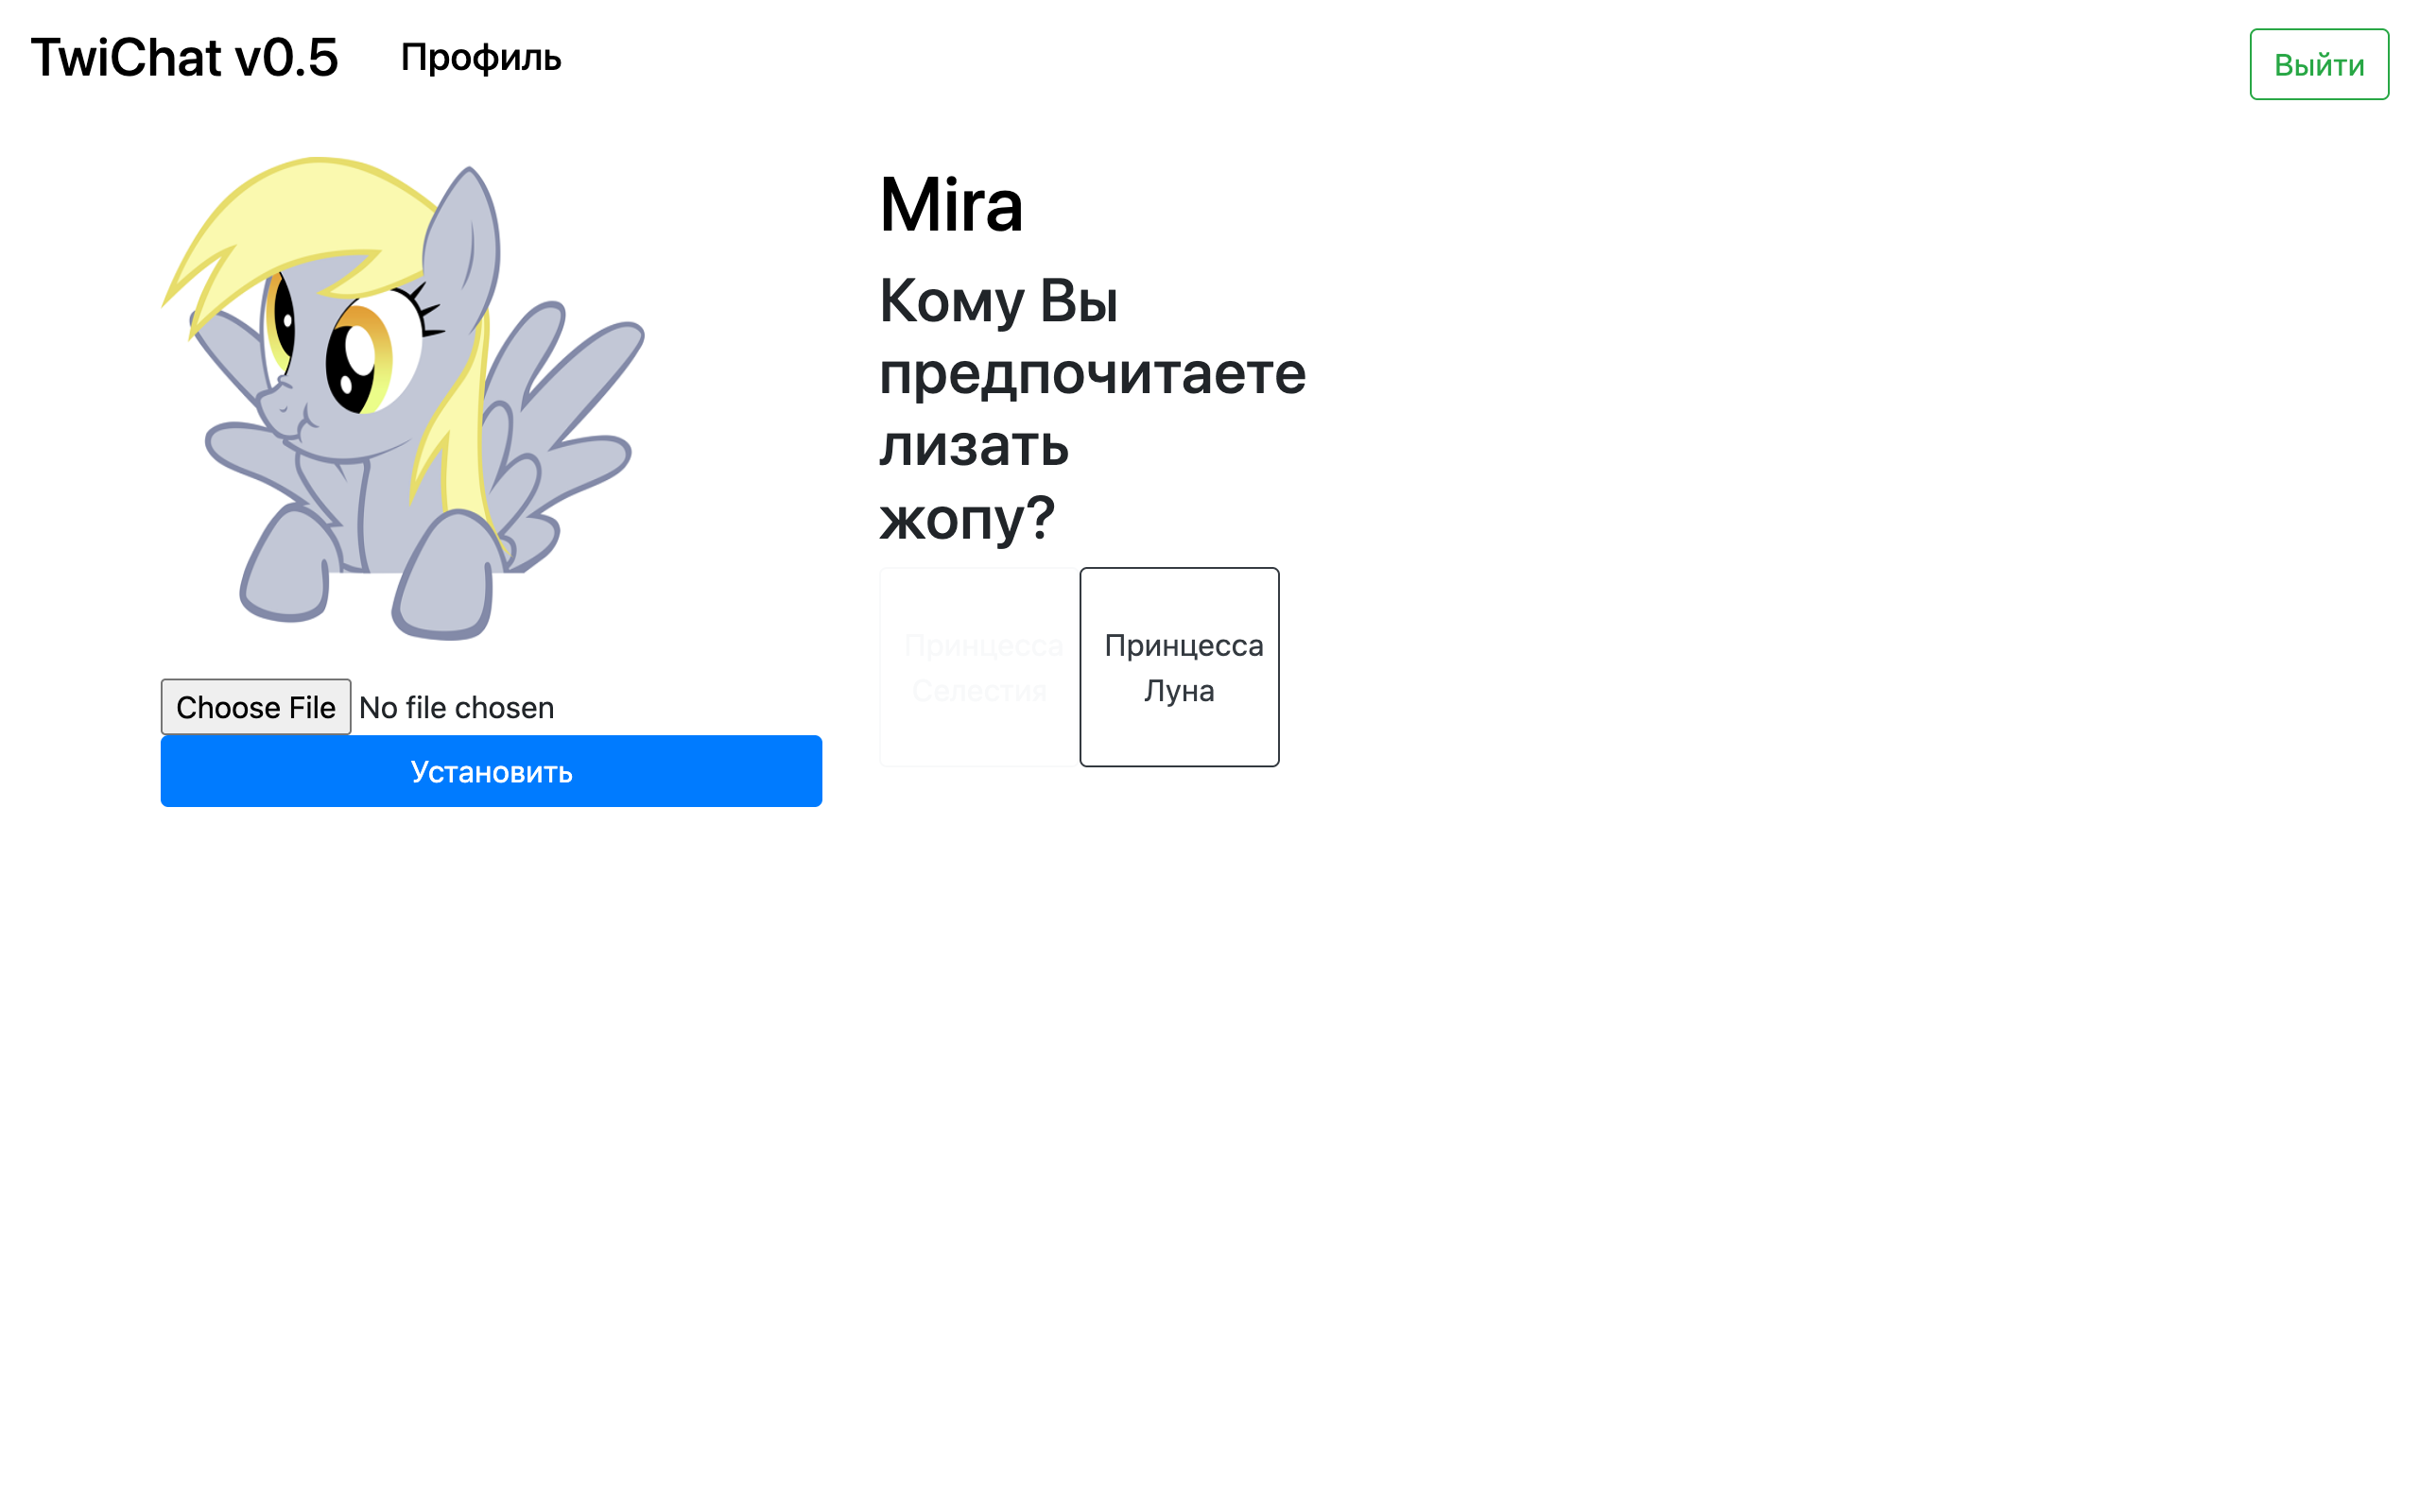 TwiChat v0.5 Профиль Выйти
Mira
Кому Вы
предпочитаете
лизать
жопу?
Принцесса
Селестия
Принцесса
Луна
Choose File No file chosen
Установить